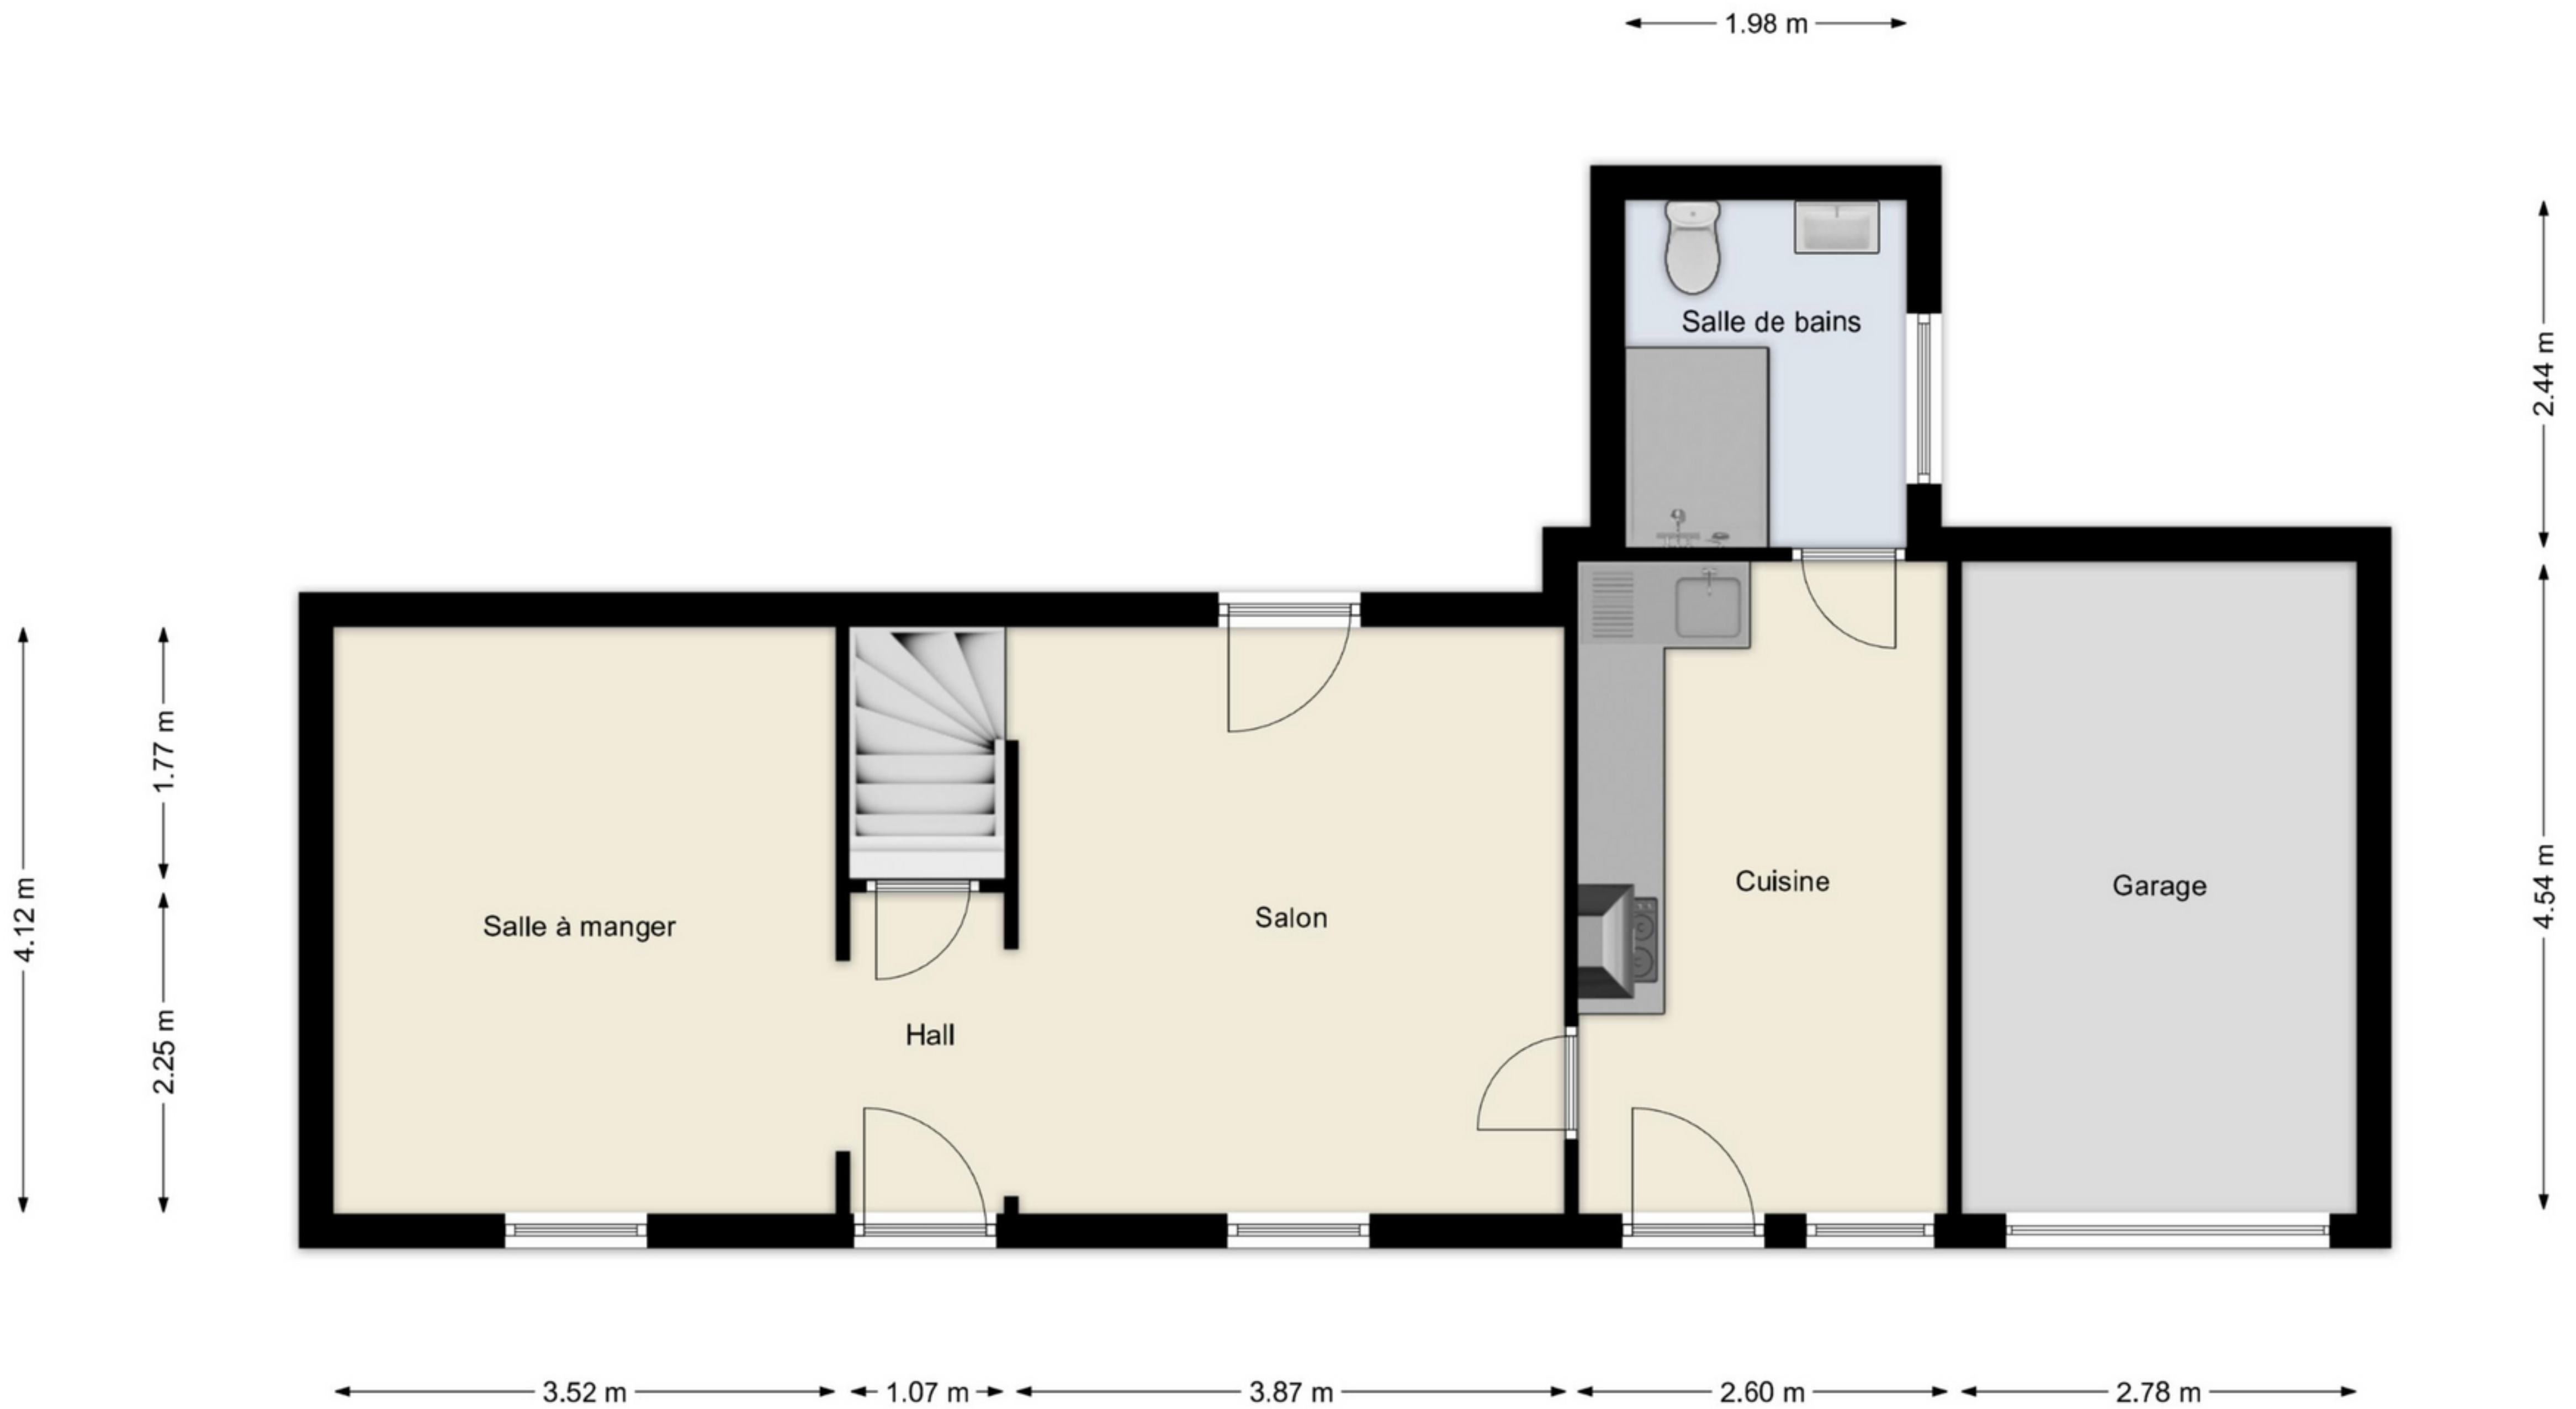 1.98 m
Salle de bains
2.44 m
1.77 m
4.12 m
2.25 m
Salle à manger
Hall
Salon
Cuisine
Garage
4.54 m
3.52 m
1.07 m
3.87 m
2.60 m
2.78 m